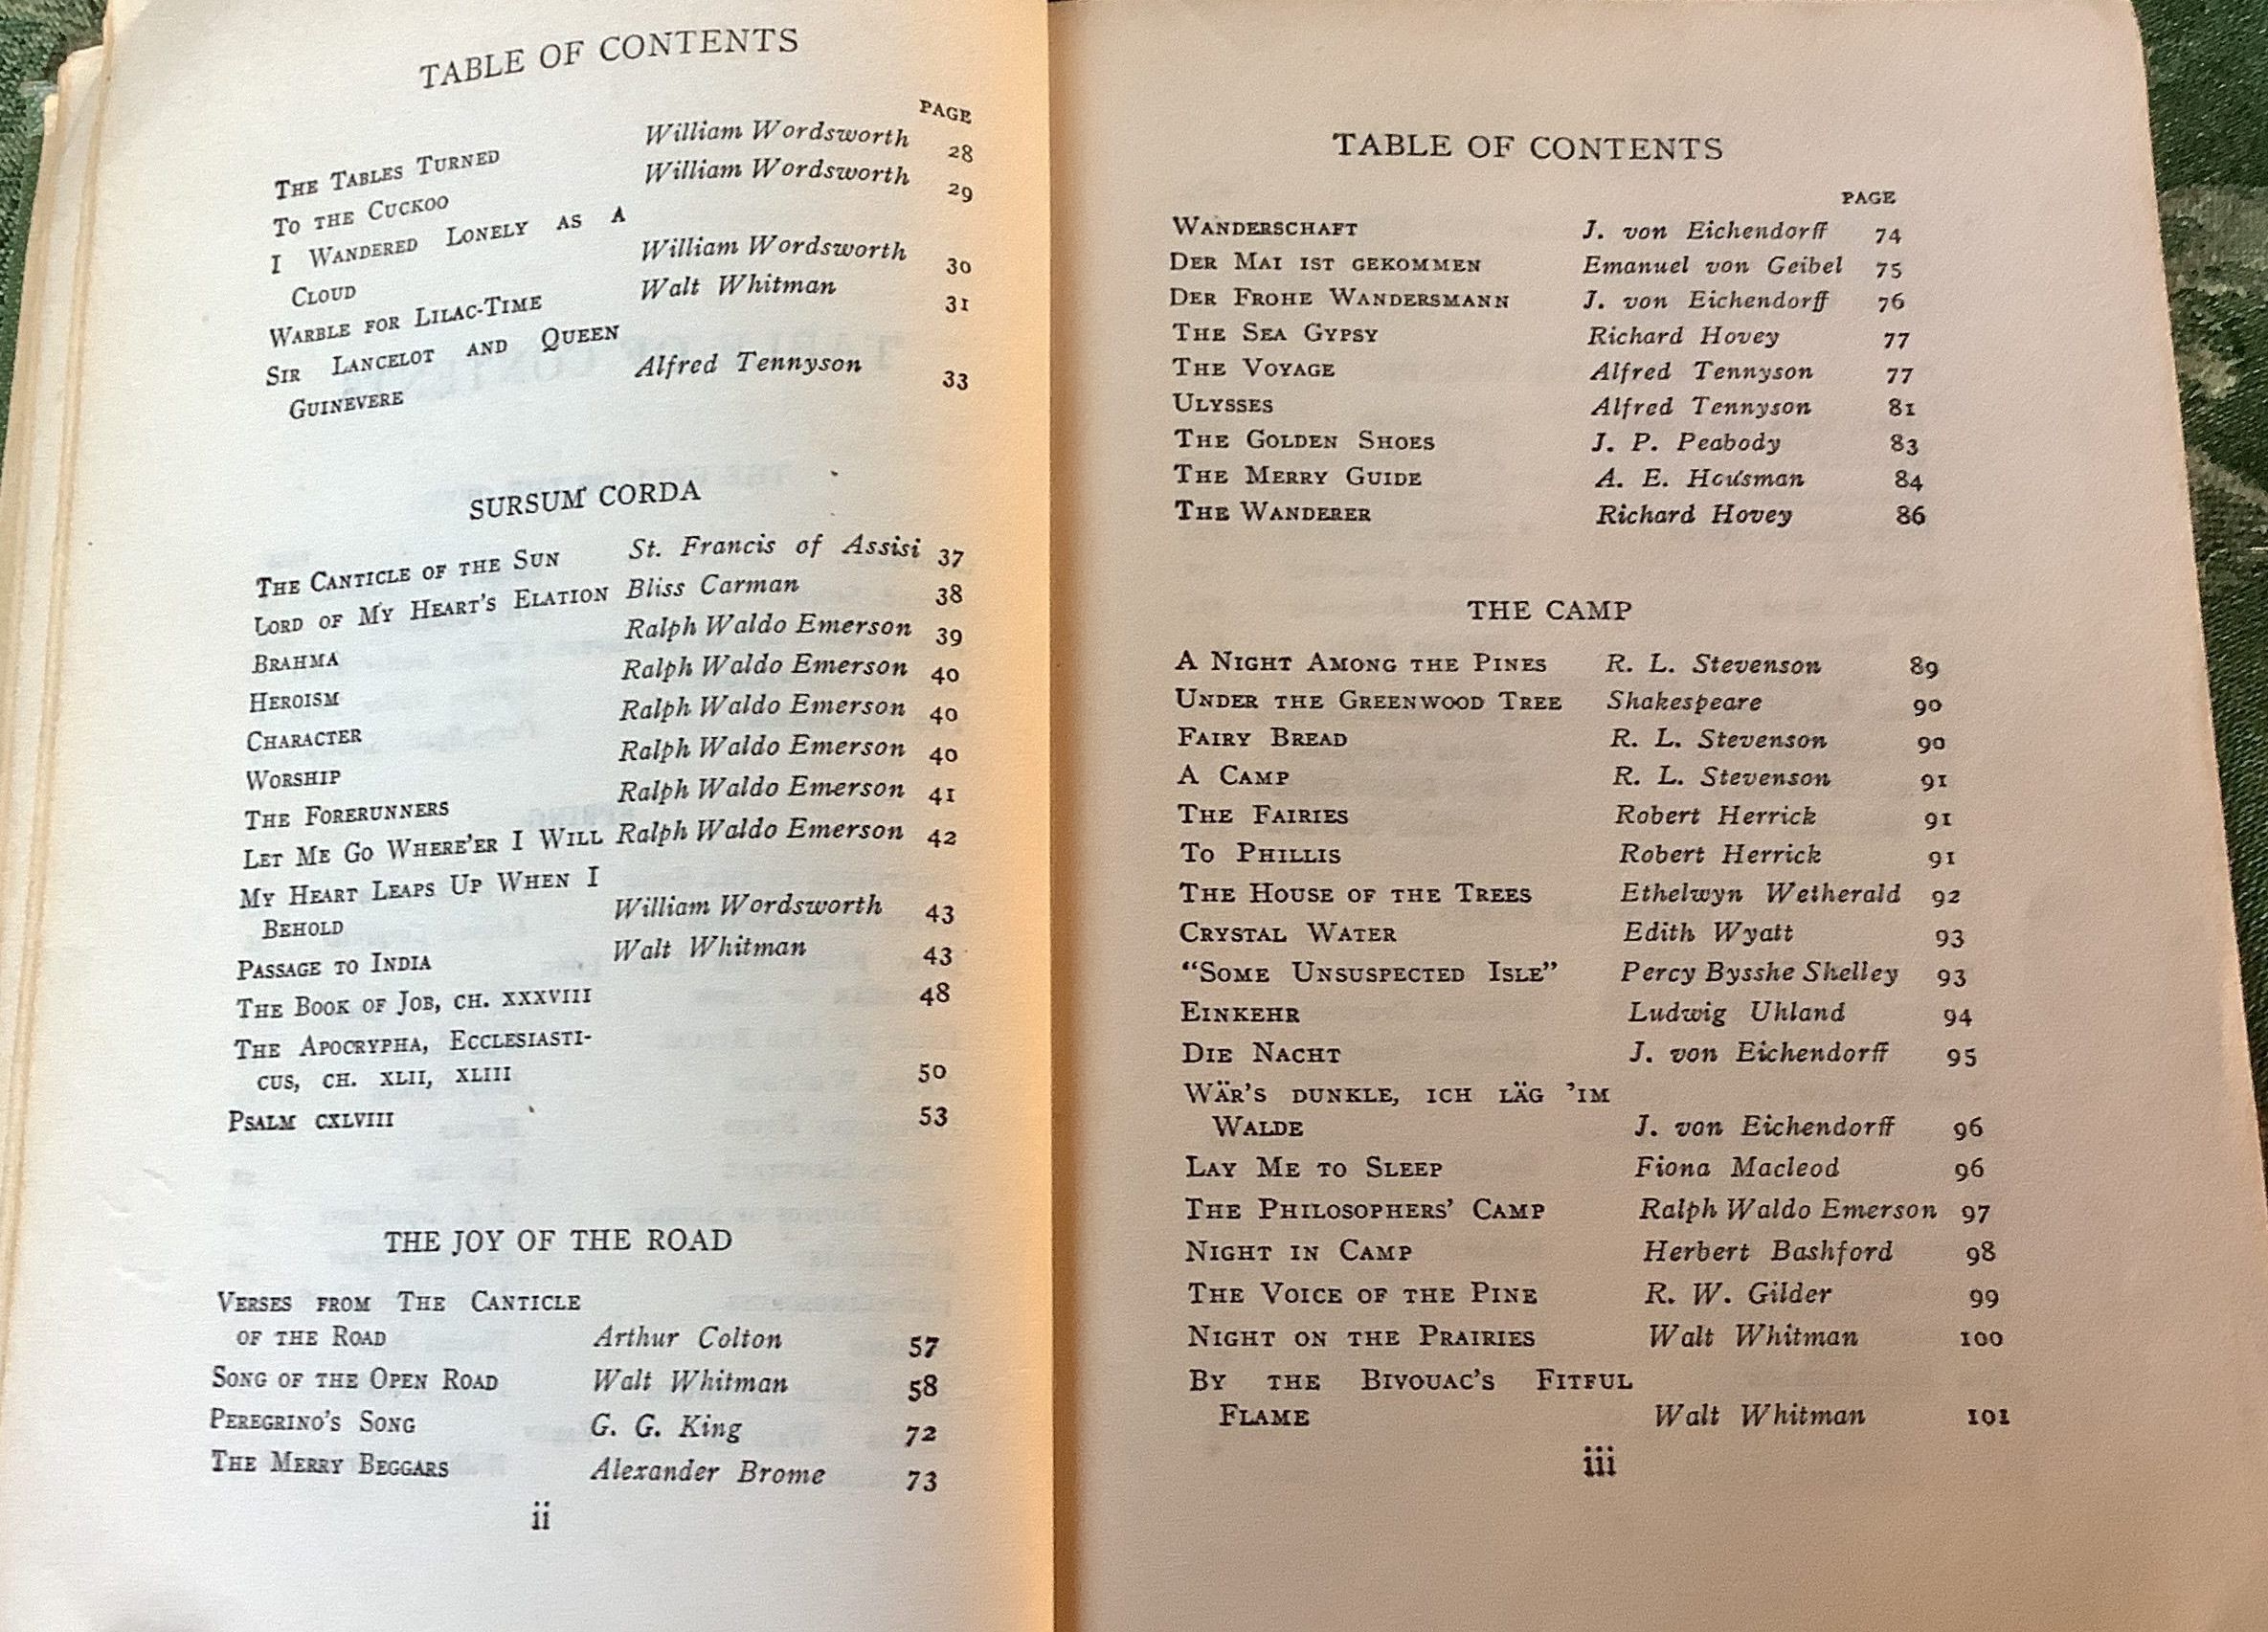 TABLE OF CONTENTS
PAGE
THE TABLES TURNED William Wordsworth 28
TO THE CUCKOO William Wordsworth 29
I WANDERED LONELY AS A
CLOUD William Wordsworth 30
WARBLE FOR LILAC-TIME Walt Whitman 31
SIR LANCELOT AND QUEEN
GUINEVERE Alfred Tennyson 33
SURSUM CORDA
THE CANTICLE OF THE SUN St. Francis of Assisi 37
LORD OF MY HEART'S ELATION Bliss Carman 38
BRAHMA Ralph Waldo Emerson 39
HEROISM Ralph Waldo Emerson 40
CHARACTER Ralph Waldo Emerson 40
WORSHIP Ralph Waldo Emerson 40
THE FORERUNNERS Ralph Waldo Emerson 41
LET ME GO WHERE'ER I WILL Ralph Waldo Emerson 42
MY HEART LEAPS UP WHEN I
BEHOLD William Wordsworth 43
PASSAGE TO INDIA Walt Whitman 43
THE BOOK OF JOB, CH. XXXVIII 48
THE APOCRYPHA, ECCLESIASTI-
CUS, CH. XLII, XLIII 50
PSALM CXLVIII 53
THE JOY OF THE ROAD
VERSES FROM THE CANTICLE
OF THE ROAD Arthur Colton 57
SONG OF THE OPEN ROAD Walt Whitman 58
PEREGRINO'S SONG G. G. King 72
THE MERRY BEGGARS Alexander Brome 73
ii
TABLE OF CONTENTS
PAGE
WANDERSCHAFT J. von Eichendorff 74
DER MAI IST GEKOMMEN Emanuel von Geibel 75
DER FROHE WANDERSMANN J. von Eichendorff 76
THE SEA GYPSY Richard Hovey 77
THE VOYAGE Alfred Tennyson 77
ULYSSES Alfred Tennyson 81
THE GOLDEN SHOES J. P. Peabody 83
THE MERRY GUIDE A. E. Housman 84
THE WANDERER Richard Hovey 86
THE CAMP
A NIGHT AMONG THE PINES R. L. Stevenson 89
UNDER THE GREENWOOD TREE Shakespeare 90
FAIRY BREAD R. L. Stevenson 90
A CAMP R. L. Stevenson 91
THE FAIRIES Robert Herrick 91
TO PHILLIS Robert Herrick 91
THE HOUSE OF THE TREES Ethelwyn Wetherald 92
CRYSTAL WATER Edith Wyatt 93
"SOME UNSUSPECTED ISLE" Percy Bysshe Shelley 93
EINKEHR Ludwig Uhland 94
DIE NACHT J. von Eichendorff 95
WÄR'S DUNKLE, ICH LÄG 'IM
WALDE J. von Eichendorff 96
LAY ME TO SLEEP Fiona Macleod 96
THE PHILOSOPHERS' CAMP Ralph Waldo Emerson 97
NIGHT IN CAMP Herbert Bashford 98
THE VOICE OF THE PINE R. W. Gilder 99
NIGHT ON THE PRAIRIES Walt Whitman 100
BY THE BIVOUAC'S FITFUL
FLAME Walt Whitman 101
iii